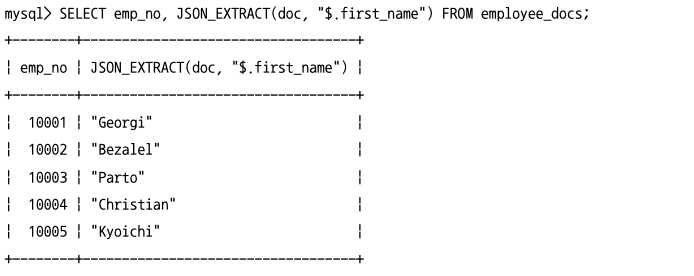 mysql> SELECT emp_no, JSON_EXTRACT(doc, "$.first_name") FROM employee_docs;
+--------+---------------------------------+
| emp_no | JSON_EXTRACT(doc, "$.first_name") |
+--------+---------------------------------+
| 10001 | "Georgi" |
| 10002 | "Bezalel" |
| 10003 | "Parto" |
| 10004 | "Christian" |
| 10005 | "Kyoichi" |
+--------+---------------------------------+